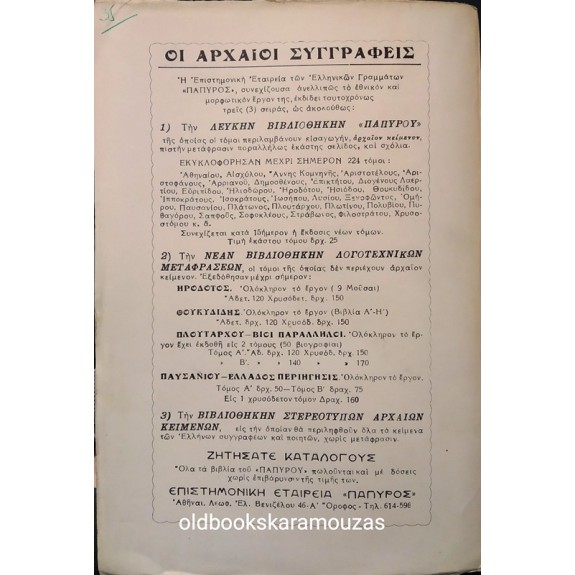 35
ΟΙ ΑΡΧΑΙΟΙ ΣΥΓΓΡΑΦΕΙΣ
Ἡ Ἐπιστημονική Ἑταιρεία τῶν Ἑλληνικῶν Γραμμάτων
«ΠΑΠΥΡΟΣ», συνεχίζουσα ἀνελλιπῶς τὸ ἐθνικὸν καὶ
μορφωτικὸν ἔργον της, ἐκδίδει ταυτοχρόνως
τρεῖς (3) σειράς, ὡς ἀκολούθως:
1) Τὴν ΛΕΥΚΗΝ ΒΙΒΛΙΟΘΗΚΗΝ «ΠΑΠΥΡΟΥ»
τῆς ὁποίας οἱ τόμοι περιλαμβάνουν εἰσαγωγήν, ἀρχαῖον κείμενον,
πιστὴν μετάφρασιν παραλλήλως ἑκάστης σελίδος, καὶ σχόλια.
ΕΚΥΚΛΟΦΟΡΗΣΑΝ ΜΕΧΡΙ ΣΗΜΕΡΟΝ 224 τόμοι:
Ἀθηναίου, Αἰσχύλου, Ἄννης Κομνηνῆς, Ἀριστοτέλους, Ἀρι-
στοφάνους, Ἀρριανοῦ, Δημοσθένους, Ἐπικτήτου, Διογένους Λαερ-
τίου, Εὐριπίδου, Ἡλιοδώρου, Ἡροδότου, Ἡσιόδου, Θουκυδίδου,
Ἱπποκράτους, Ἰσοκράτους, Ἰωσήπου, Λυσίου, Ξενοφῶντος, Ὁμή-
ρου, Παυσανίου, Πλάτωνος, Πλουτάρχου, Πλωτίνου, Πολυβίου, Πυ-
θαγόρου, Σαπφοῦς, Σοφοκλέους, Στράβωνος, Φιλοστράτου, Χρυσο-
στόμου κ. ἄ.
Συνεχίζεται κατὰ 15ήμερον ἡ ἔκδοσις νέων τόμων.
Τιμὴ ἑκάστου τόμου δρχ. 25
2) Τὴν ΝΕΑΝ ΒΙΒΛΙΟΘΗΚΗΝ ΛΟΓΟΤΕΧΝΙΚΩΝ
ΜΕΤΑΦΡΑΣΕΩΝ, οἱ τόμοι τῆς ὁποίας δὲν περιέχουν ἀρχαῖον
κείμενον. Ἐξεδόθησαν μέχρι σήμερον:
ΗΡΟΔΟΤΟΣ. Ὁλόκληρον τὸ ἔργον (9 Μοῦσαι)
Ἄδετ. 120 Χρυσόδετ. δρχ. 150
ΘΟΥΚΥΔΙΔΗΣ. Ὁλόκληρον τὸ ἔργον (Βιβλία Α'-Η')
Ἄδετ. δρχ. 120 Χρυσόδ. δρχ. 150
ΠΛΟΥΤΑΡΧΟΥ—ΒΙΟΙ ΠΑΡΑΛΛΗΛΟΙ. Ὁλόκληρον τὸ ἔρ-
γον ἔχει ἐκδοθῆ εἰς 2 τόμους (50 βιογραφίαι)
Τόμος Α'. Ἄδ. δρχ. 120 Χρυσόδ. δρχ. 150
» Β'. » » 140 » » 170
ΠΑΥΣΑΝΙΟΥ—ΕΛΛΑΔΟΣ ΠΕΡΙΗΓΗΣΙΣ. Ὁλόκληρον τὸ ἔργον.
Τόμος Α' δρχ. 50—Τόμος Β' δραχ. 75
Εἰς 1 χρυσόδετον τόμον Δραχ. 160
3) Τὴν ΒΙΒΛΙΟΘΗΚΗΝ ΣΤΕΡΕΟΤΥΠΩΝ ΑΡΧΑΙΩΝ
ΚΕΙΜΕΝΩΝ, εἰς τὴν ὁποίαν θὰ περιληφθοῦν ὅλα τὰ κείμενα
τῶν Ἑλλήνων συγγραφέων καὶ ποιητῶν, χωρὶς μετάφρασιν.
ΖΗΤΗΣΑΤΕ ΚΑΤΑΛΟΓΟΥΣ
Ὅλα τὰ βιβλία τοῦ «ΠΑΠΥΡΟΥ» πωλοῦνται καὶ μὲ δόσεις
χωρὶς ἐπιβάρυνσιν τῆς τιμῆς των.
ΕΠΙΣΤΗΜΟΝΙΚΗ ΕΤΑΙΡΕΙΑ «ΠΑΠΥΡΟΣ»
Ἀθῆναι. Λεωφ. Ἐλ. Βενιζέλου 46-Α' Ὄροφος - Τηλ. 614-598
oldbookskaramouzas